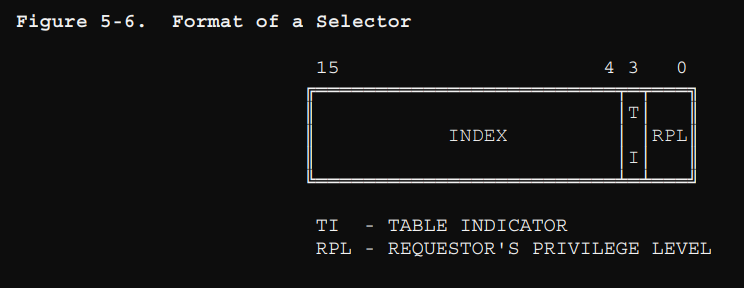 Figure 5-6. Format of a Selector
15 4 3 0
T
INDEX RPL
I
TI - TABLE INDICATOR
RPL - REQUESTOR'S PRIVILEGE LEVEL